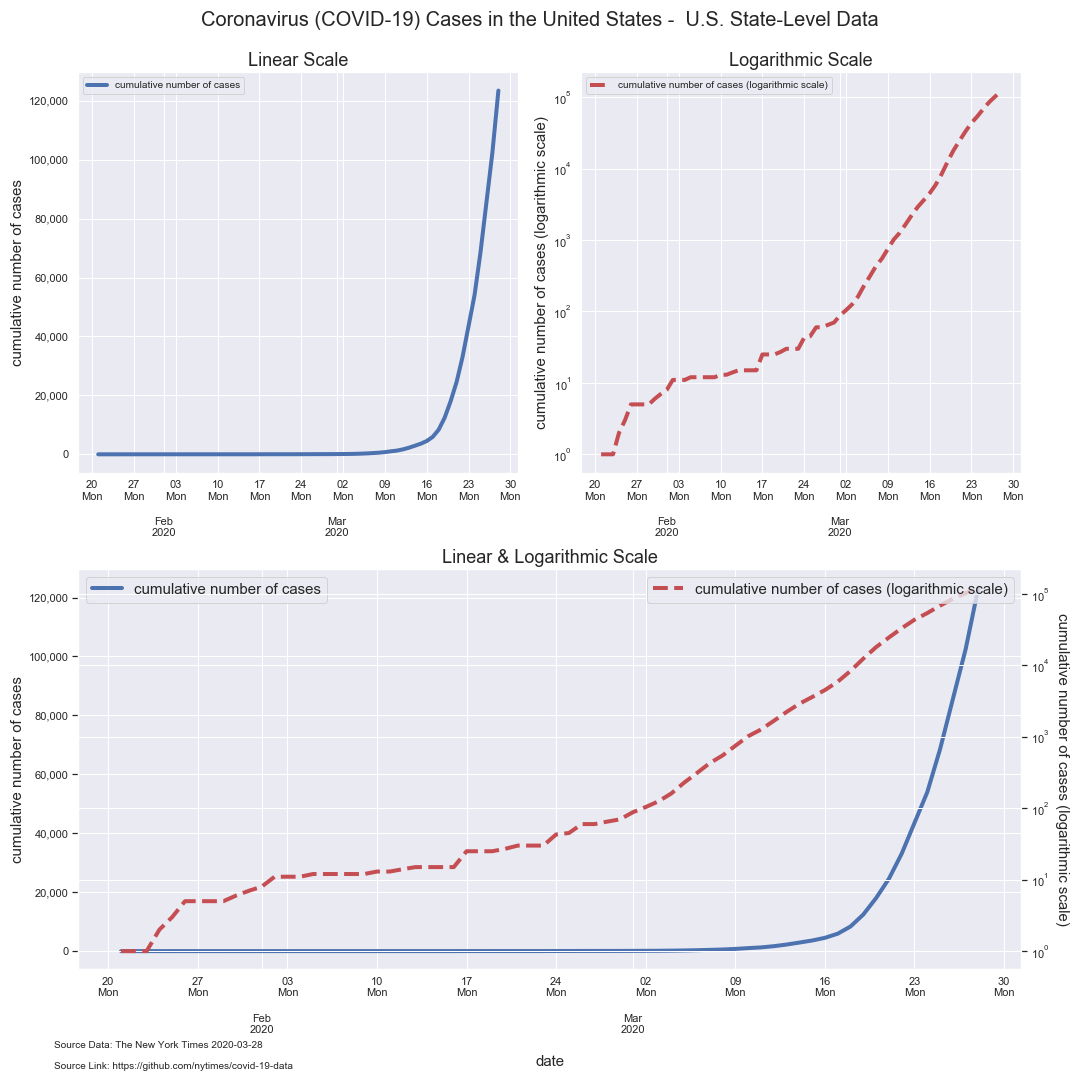 Coronavirus (COVID-19) Cases in the United States -  U.S. State-Level Data
Linear Scale
cumulative number of cases
cumulative number of cases
120,000
100,000
80,000
60,000
40,000
20,000
0
20 27 03 10 17 24 02 09 16 23 30
Mon Mon Mon Mon Mon Mon Mon Mon Mon Mon Mon
Feb Mar
2020 2020
Logarithmic Scale
cumulative number of cases (logarithmic scale)
cumulative number of cases (logarithmic scale)
10⁵
10⁴
10³
10²
10¹
10⁰
20 27 03 10 17 24 02 09 16 23 30
Mon Mon Mon Mon Mon Mon Mon Mon Mon Mon Mon
Feb Mar
2020 2020
Linear & Logarithmic Scale
cumulative number of cases
cumulative number of cases (logarithmic scale)
cumulative number of cases
120,000
100,000
80,000
60,000
40,000
20,000
0
10⁵
10⁴
10³
10²
10¹
10⁰
cumulative number of cases (logarithmic scale)
20 27 03 10 17 24 02 09 16 23 30
Mon Mon Mon Mon Mon Mon Mon Mon Mon Mon Mon
Feb Mar
2020 2020
date
Source Data: The New York Times 2020-03-28
Source Link: https://github.com/nytimes/covid-19-data